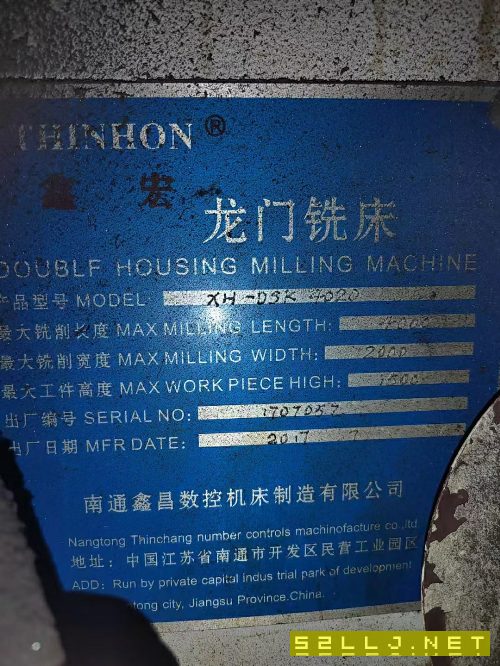 THINHON®
鑫 宏
龙门铣床
DOUBLE HOUSING MILLING MACHINE
产品型号 MODEL: XH-DSK 4020
最大铣削长度 MAX MILLING LENGTH:
最大铣削宽度 MAX MILLING WIDTH: 2000
最大工件高度 MAX WORK PIECE HIGH: 1500
出厂编号 SERIAL NO: 1707037
出厂日期 MFR DATE: 2017 7
南通鑫昌数控机床制造有限公司
Nangtong Thinchang number controls machinofacture co.,ltd.
地址: 中国江苏省南通市开发区民营工业园区
ADD: Run by private capital indus trial park of development
city, Jiangsu Province.China.
52LLJ.NET